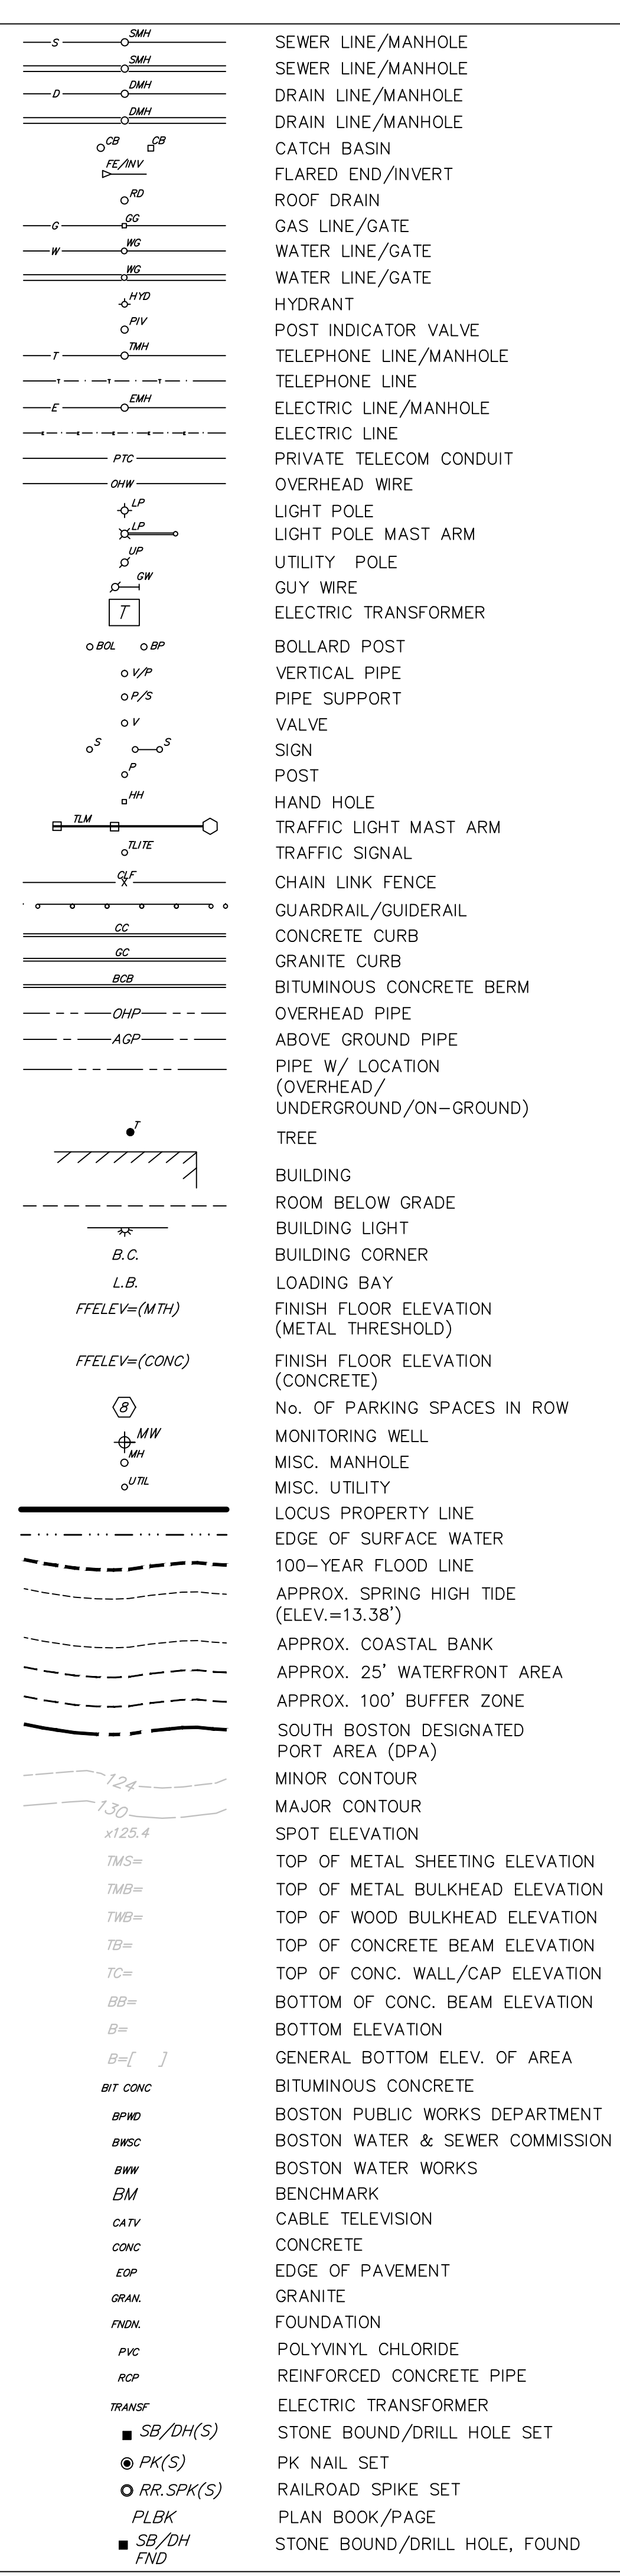 S SMH SEWER LINE/MANHOLE
SMH SEWER LINE/MANHOLE
D DMH DRAIN LINE/MANHOLE
DMH DRAIN LINE/MANHOLE
CB CB CATCH BASIN
FE/INV FLARED END/INVERT
RD ROOF DRAIN
G GG GAS LINE/GATE
W WG WATER LINE/GATE
WG WATER LINE/GATE
HYD HYDRANT
PIV POST INDICATOR VALVE
T TMH TELEPHONE LINE/MANHOLE
T T T TELEPHONE LINE
E EMH ELECTRIC LINE/MANHOLE
E E E E E ELECTRIC LINE
PTC PRIVATE TELECOM CONDUIT
OHW OVERHEAD WIRE
LP LIGHT POLE
LP LIGHT POLE MAST ARM
UP UTILITY POLE
GW GUY WIRE
T ELECTRIC TRANSFORMER
BOL BP BOLLARD POST
V/P VERTICAL PIPE
P/S PIPE SUPPORT
V VALVE
S S SIGN
P POST
HH HAND HOLE
TLM TRAFFIC LIGHT MAST ARM
TLITE TRAFFIC SIGNAL
CLF X CHAIN LINK FENCE
GUARDRAIL/GUIDERAIL
CC CONCRETE CURB
GC GRANITE CURB
BCB BITUMINOUS CONCRETE BERM
OHP OVERHEAD PIPE
AGP ABOVE GROUND PIPE
PIPE W/ LOCATION
(OVERHEAD/
UNDERGROUND/ON-GROUND)
T TREE
BUILDING
ROOM BELOW GRADE
BUILDING LIGHT
B.C. BUILDING CORNER
L.B. LOADING BAY
FFELEV=(MTH) FINISH FLOOR ELEVATION
(METAL THRESHOLD)
FFELEV=(CONC) FINISH FLOOR ELEVATION
(CONCRETE)
8 No. OF PARKING SPACES IN ROW
MW MONITORING WELL
MH MISC. MANHOLE
UTIL MISC. UTILITY
LOCUS PROPERTY LINE
EDGE OF SURFACE WATER
100-YEAR FLOOD LINE
APPROX. SPRING HIGH TIDE
(ELEV.=13.38')
APPROX. COASTAL BANK
APPROX. 25' WATERFRONT AREA
APPROX. 100' BUFFER ZONE
SOUTH BOSTON DESIGNATED
PORT AREA (DPA)
124 MINOR CONTOUR
130 MAJOR CONTOUR
x125.4 SPOT ELEVATION
TMS= TOP OF METAL SHEETING ELEVATION
TMB= TOP OF METAL BULKHEAD ELEVATION
TWB= TOP OF WOOD BULKHEAD ELEVATION
TB= TOP OF CONCRETE BEAM ELEVATION
TC= TOP OF CONC. WALL/CAP ELEVATION
BB= BOTTOM OF CONC. BEAM ELEVATION
B= BOTTOM ELEVATION
B=[ ] GENERAL BOTTOM ELEV. OF AREA
BIT CONC BITUMINOUS CONCRETE
BPWD BOSTON PUBLIC WORKS DEPARTMENT
BWSC BOSTON WATER & SEWER COMMISSION
BWW BOSTON WATER WORKS
BM BENCHMARK
CATV CABLE TELEVISION
CONC CONCRETE
EOP EDGE OF PAVEMENT
GRAN. GRANITE
FNDN. FOUNDATION
PVC POLYVINYL CHLORIDE
RCP REINFORCED CONCRETE PIPE
TRANSF ELECTRIC TRANSFORMER
SB/DH(S) STONE BOUND/DRILL HOLE SET
PK(S) PK NAIL SET
RR.SPK(S) RAILROAD SPIKE SET
PLBK PLAN BOOK/PAGE
SB/DH STONE BOUND/DRILL HOLE, FOUND
FND